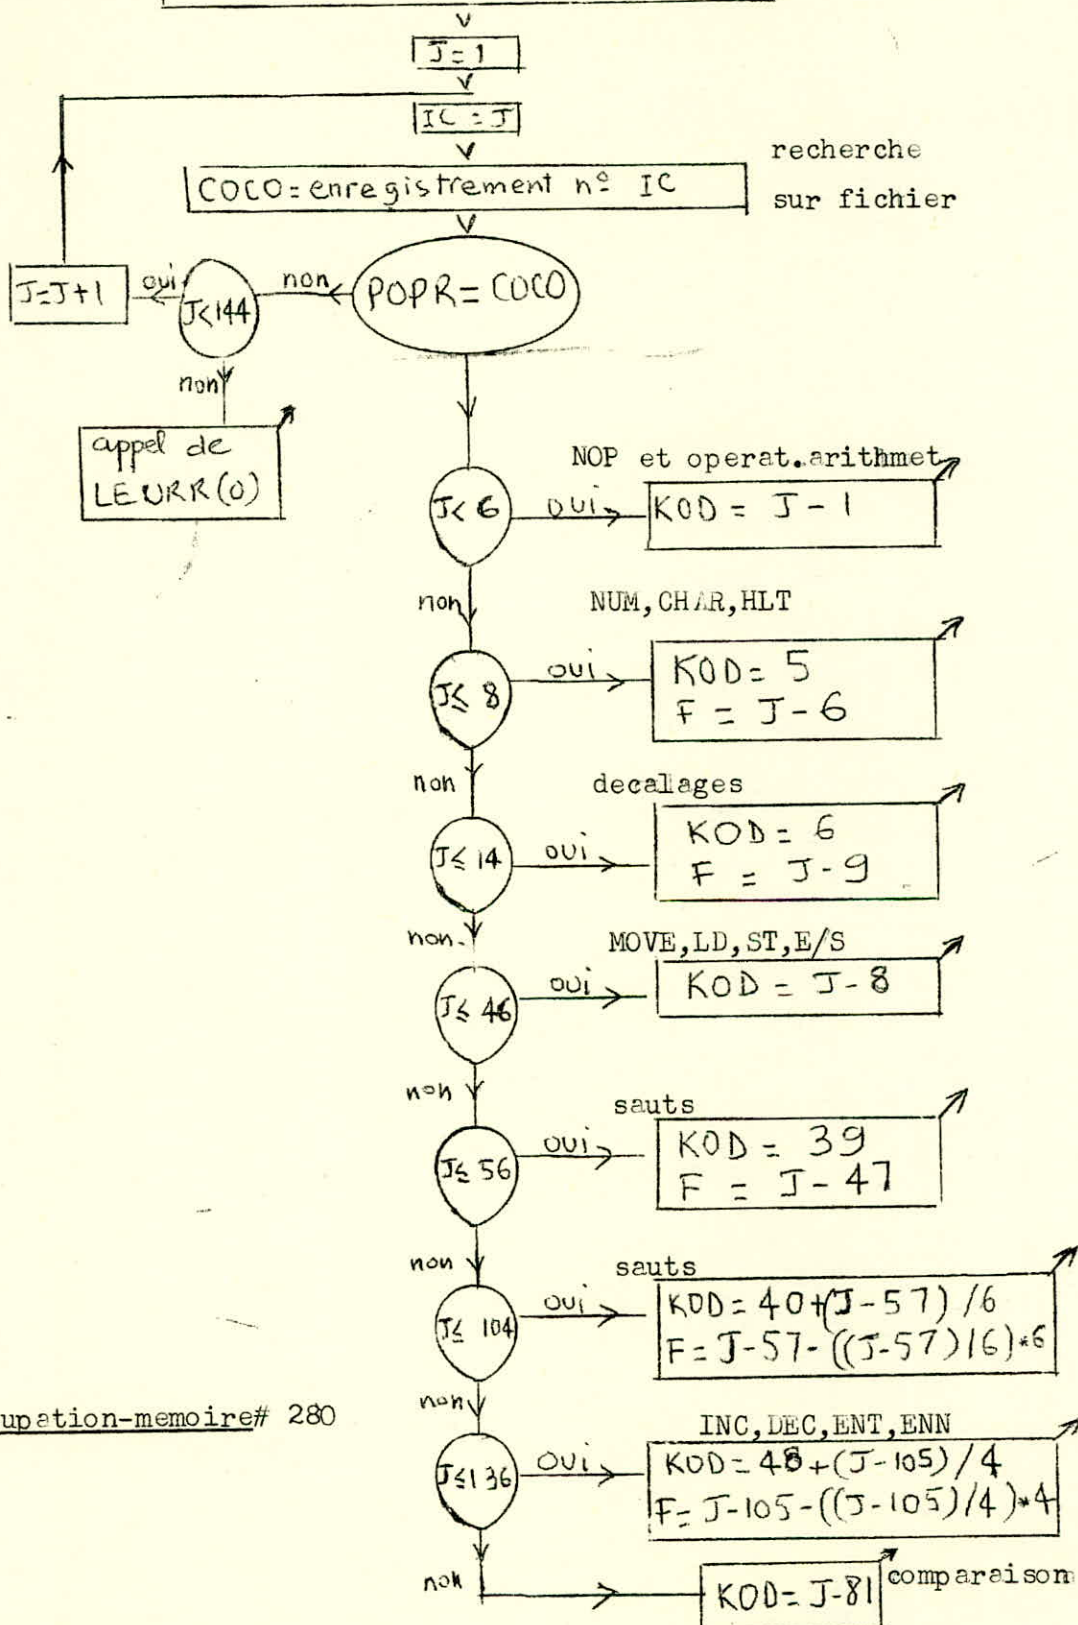 J=1
IC=J
recherche
COCO=enregistrement nº IC
sur fichier
J=J+1
oui
J<144
non
POPR=COCO
non
appel de
LEURR(0)
NOP et operat.arithmet
J<6
oui
KOD = J-1
non
NUM,CHAR,HLT
J≤ 8
oui
KOD= 5
F = J-6
non
decalages
J≤ 14
oui
KOD= 6
F = J-9
non.
MOVE,LD,ST,E/S
J≤ 46
oui
KOD = J-8
non
sauts
J≤ 56
oui
KOD = 39
F = J-47
non
sauts
J≤ 104
oui
KOD=40+(J-57)/6
F=J-57-((J-57)/6)*6
upation-memoire# 280
non
INC,DEC,ENT,ENN
J≤136
oui
KOD=48+(J-105)/4
F=J-105-((J-105)/4)*4
non
KOD=J-81
comparaison